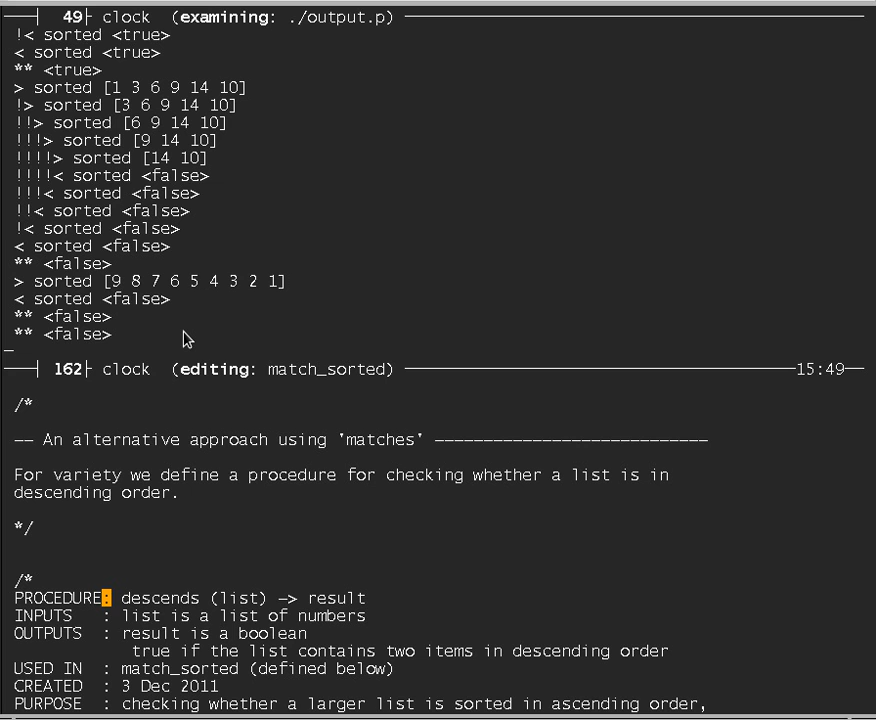 49 clock (examining: ./output.p)
!< sorted <true>
< sorted <true>
** <true>
> sorted [1 3 6 9 14 10]
!> sorted [3 6 9 14 10]
!!> sorted [6 9 14 10]
!!!> sorted [9 14 10]
!!!!> sorted [14 10]
!!!!< sorted <false>
!!!< sorted <false>
!!< sorted <false>
!< sorted <false>
< sorted <false>
** <false>
> sorted [9 8 7 6 5 4 3 2 1]
< sorted <false>
** <false>
** <false>
162 clock (editing: match_sorted) 15:49
/*
-- An alternative approach using 'matches' ----------------------------
For variety we define a procedure for checking whether a list is in
descending order.
*/
/*
PROCEDURE: descends (list) -> result
INPUTS : list is a list of numbers
OUTPUTS : result is a boolean
true if the list contains two items in descending order
USED IN : match_sorted (defined below)
CREATED : 3 Dec 2011
PURPOSE : checking whether a larger list is sorted in ascending order,